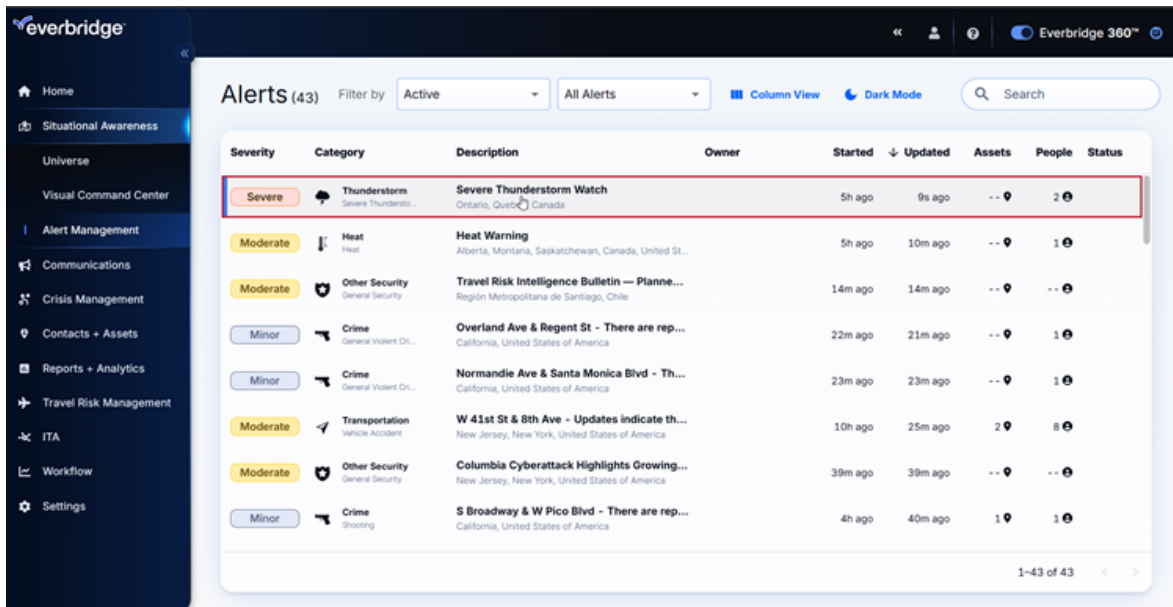 everbridge
Everbridge 360™
Home
Situational Awareness
Universe
Visual Command Center
Alert Management
Communications
Crisis Management
Contacts + Assets
Reports + Analytics
Travel Risk Management
ITA
Workflow
Settings
Alerts (43) Filter by Active All Alerts Column View Dark Mode Search
Severity Category Description Owner Started Updated Assets People Status
Severe Thunderstorm Severe Thunderstorm Watch 5h ago 9s ago -- 2
Severe Thundersto... Ontario, Quebec, Canada
Moderate Heat Heat Warning 5h ago 10m ago -- 1
Heat Alberta, Montana, Saskatchewan, Canada, United St...
Moderate Other Security Travel Risk Intelligence Bulletin — Planne... 14m ago 14m ago -- --
General Security Región Metropolitana de Santiago, Chile
Minor Crime Overland Ave & Regent St - There are rep... 22m ago 21m ago -- 1
General Violent Cri... California, United States of America
Minor Crime Normandie Ave & Santa Monica Blvd - Th... 23m ago 23m ago -- 1
General Violent Cri... California, United States of America
Moderate Transportation W 41st St & 8th Ave - Updates indicate th... 10h ago 25m ago 2 8
Vehicle Accident New Jersey, New York, United States of America
Moderate Other Security Columbia Cyberattack Highlights Growing... 39m ago 39m ago -- --
General Security New Jersey, New York, United States of America
Minor Crime S Broadway & W Pico Blvd - There are rep... 4h ago 40m ago 1 1
Shooting California, United States of America
1–43 of 43